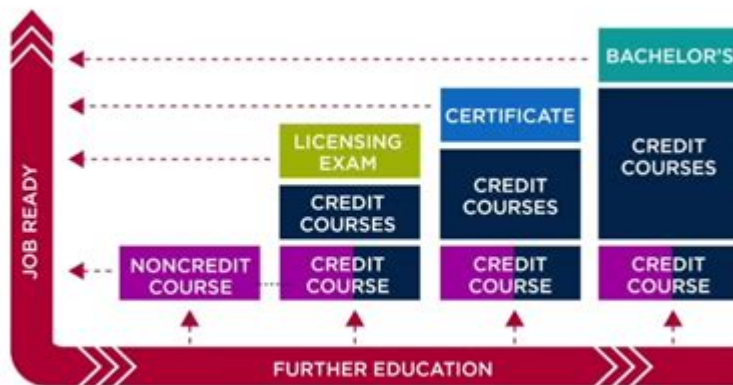 BACHELOR'S
CERTIFICATE
CREDIT
COURSES
LICENSING
EXAM
CREDIT
COURSES
CREDIT
COURSES
JOB READY
NONCREDIT
COURSE
CREDIT
COURSE
CREDIT
COURSE
CREDIT
COURSE
FURTHER EDUCATION